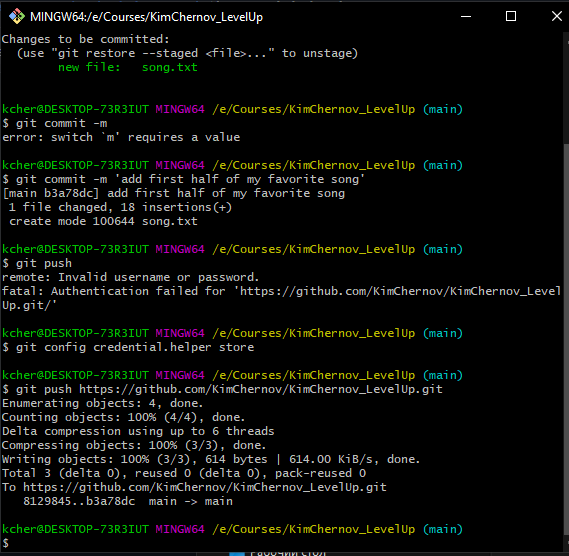 MINGW64:/e/Courses/KimChernov_LevelUp
Changes to be committed:
  (use "git restore --staged <file>..." to unstage)
        new file:   song.txt
kcher@DESKTOP-73R3IUT MINGW64 /e/Courses/KimChernov_LevelUp (main)
$ git commit -m
error: switch `m' requires a value
kcher@DESKTOP-73R3IUT MINGW64 /e/Courses/KimChernov_LevelUp (main)
$ git commit -m 'add first half of my favorite song'
[main b3a78dc] add first half of my favorite song
 1 file changed, 18 insertions(+)
 create mode 100644 song.txt
kcher@DESKTOP-73R3IUT MINGW64 /e/Courses/KimChernov_LevelUp (main)
$ git push
remote: Invalid username or password.
fatal: Authentication failed for 'https://github.com/KimChernov/KimChernov_Level
Up.git/'
kcher@DESKTOP-73R3IUT MINGW64 /e/Courses/KimChernov_LevelUp (main)
$ git config credential.helper store
kcher@DESKTOP-73R3IUT MINGW64 /e/Courses/KimChernov_LevelUp (main)
$ git push https://github.com/KimChernov/KimChernov_LevelUp.git
Enumerating objects: 4, done.
Counting objects: 100% (4/4), done.
Delta compression using up to 6 threads
Compressing objects: 100% (3/3), done.
Writing objects: 100% (3/3), 614 bytes | 614.00 KiB/s, done.
Total 3 (delta 0), reused 0 (delta 0), pack-reused 0
To https://github.com/KimChernov/KimChernov_LevelUp.git
   8129845..b3a78dc  main -> main
kcher@DESKTOP-73R3IUT MINGW64 /e/Courses/KimChernov_LevelUp (main)
$
Рабочий стол